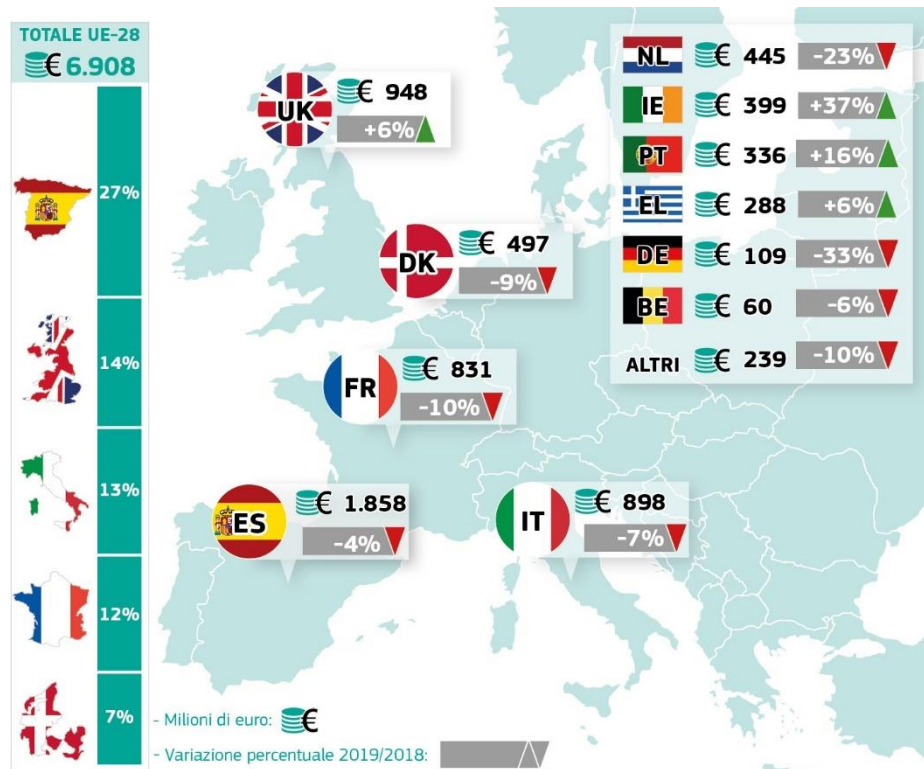 TOTALE UE-28
€ 6.908
27%
14%
13%
12%
7%
UK € 948
+6%
DK € 497
-9%
FR € 831
-10%
ES € 1.858
-4%
IT € 898
-7%
NL € 445 -23%
IE € 399 +37%
PT € 336 +16%
EL € 288 +6%
DE € 109 -33%
BE € 60 -6%
ALTRI € 239 -10%
- Milioni di euro: €
- Variazione percentuale 2019/2018: